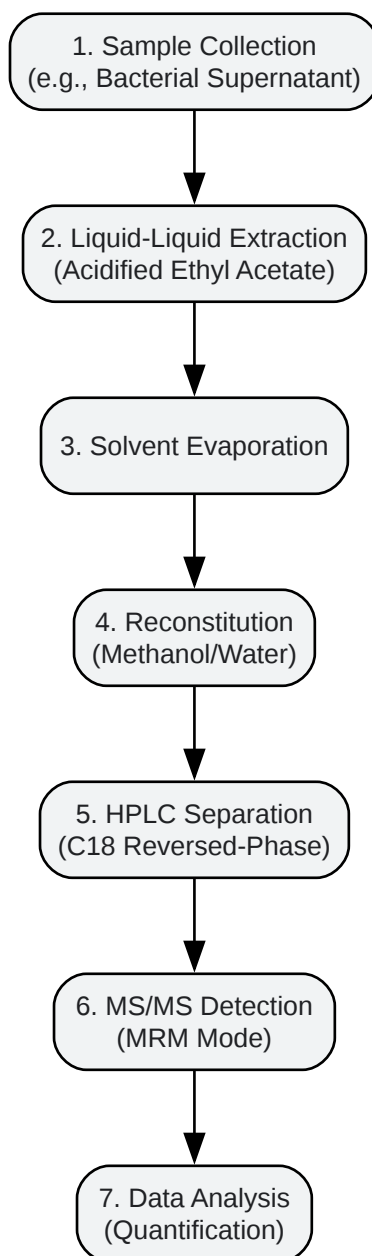 1. Sample Collection
(e.g., Bacterial Supernatant)
2. Liquid-Liquid Extraction
(Acidified Ethyl Acetate)
3. Solvent Evaporation
4. Reconstitution
(Methanol/Water)
5. HPLC Separation
(C18 Reversed-Phase)
6. MS/MS Detection
(MRM Mode)
7. Data Analysis
(Quantification)